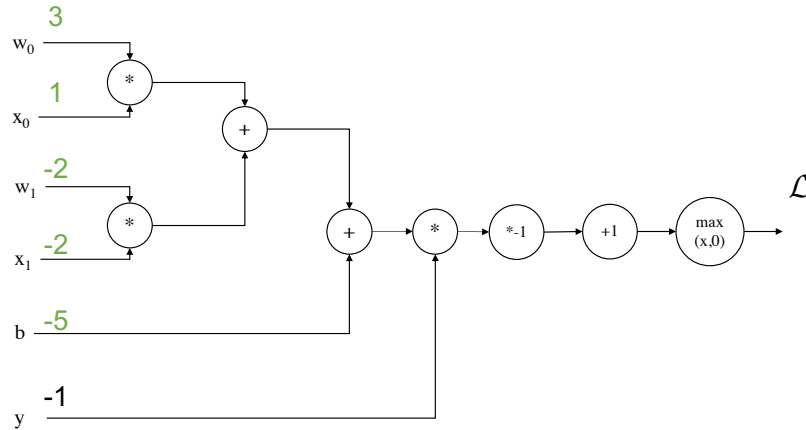 3
w₀
*
1
x₀
+
-2
w₁
*
-2
x₁
+
*
*-1
+1
max
(x,0)
ℒ
-5
b
-1
y